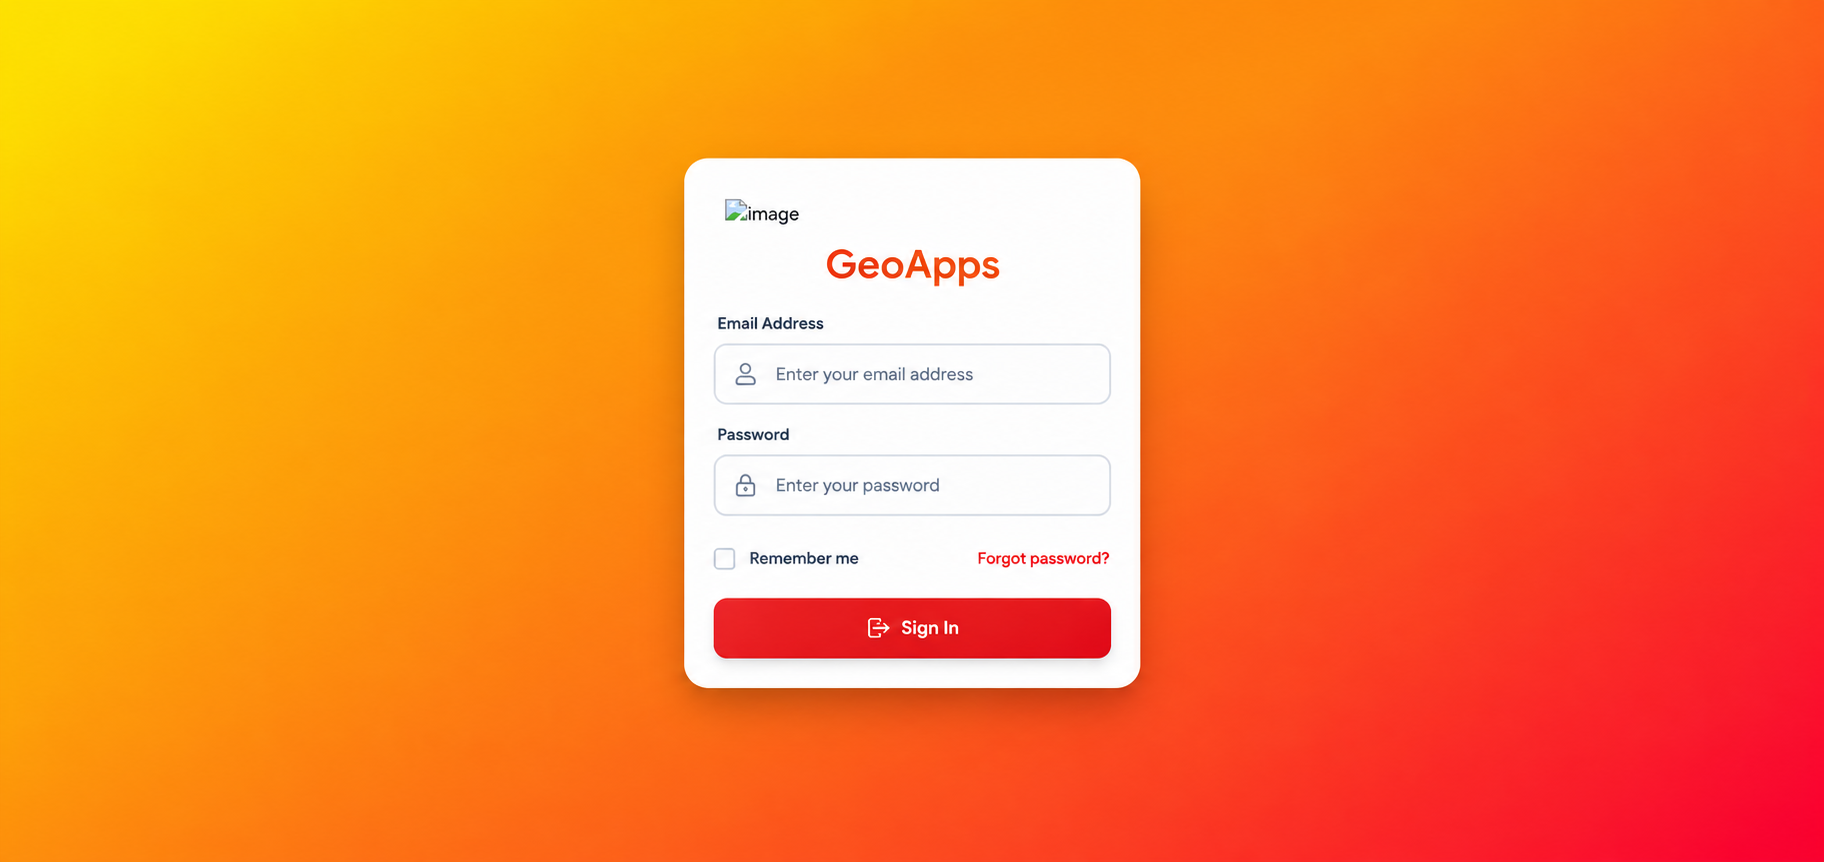 image
GeoApps
Email Address
Enter your email address
Password
Enter your password
Remember me
Forgot password?
Sign In